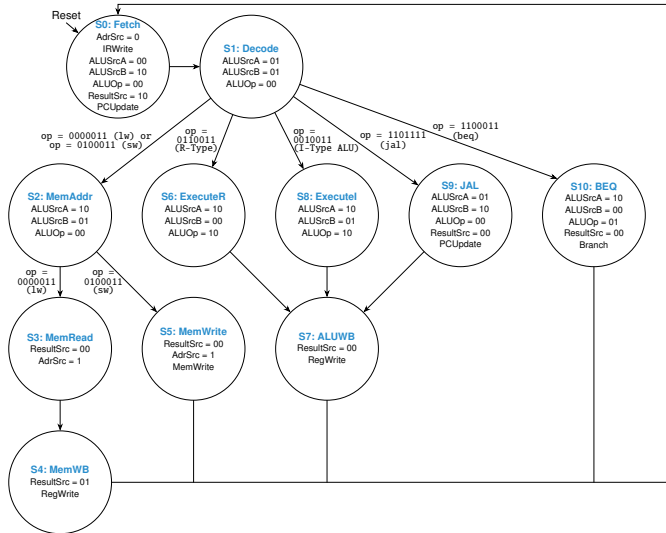 Reset
S0: Fetch
AdrSrc = 0
IRWrite
ALUSrcA = 00
ALUSrcB = 10
ALUOp = 00
ResultSrc = 10
PCUpdate
S1: Decode
ALUSrcA = 01
ALUSrcB = 01
ALUOp = 00
op = 0000011 (lw) or
op = 0100011 (sw)
op =
0110011
(R-Type)
op =
0010011
(I-Type ALU)
op = 1101111
(jal)
op = 1100011
(beq)
S2: MemAddr
ALUSrcA = 10
ALUSrcB = 01
ALUOp = 00
S6: ExecuteR
ALUSrcA = 10
ALUSrcB = 00
ALUOp = 10
S8: ExecuteI
ALUSrcA = 10
ALUSrcB = 01
ALUOp = 10
S9: JAL
ALUSrcA = 01
ALUSrcB = 10
ALUOp = 00
ResultSrc = 00
PCUpdate
S10: BEQ
ALUSrcA = 10
ALUSrcB = 00
ALUOp = 01
ResultSrc = 00
Branch
op =
0000011
(lw)
op =
0100011
(sw)
S3: MemRead
ResultSrc = 00
AdrSrc = 1
S5: MemWrite
ResultSrc = 00
AdrSrc = 1
MemWrite
S7: ALUWB
ResultSrc = 00
RegWrite
S4: MemWB
ResultSrc = 01
RegWrite